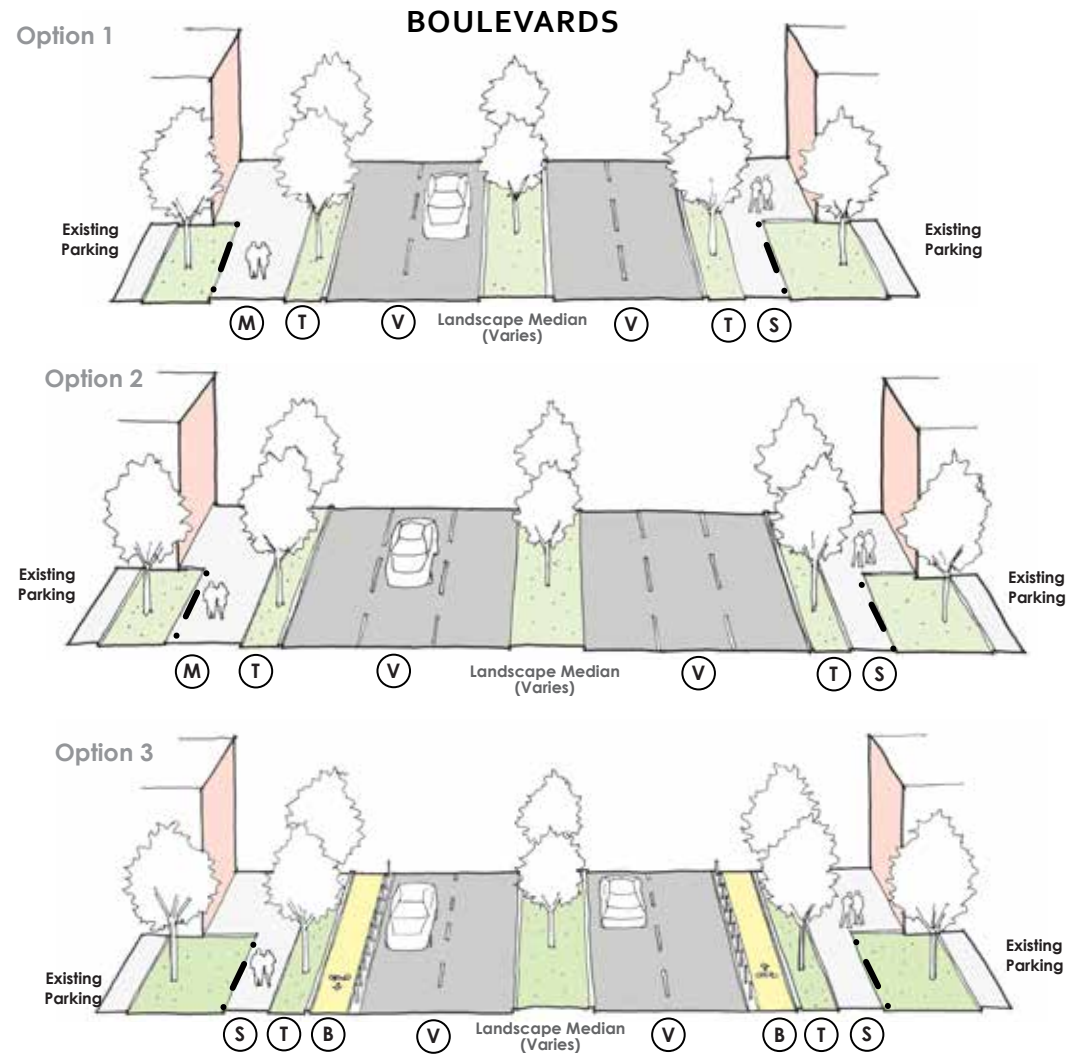 BOULEVARDS
Option 1
Existing
Parking
Existing
Parking
M
T
V
Landscape Median
(Varies)
V
T
S
Option 2
Existing
Parking
Existing
Parking
M
T
V
Landscape Median
(Varies)
V
T
S
Option 3
Existing
Parking
Existing
Parking
S
T
B
V
Landscape Median
(Varies)
V
B
T
S